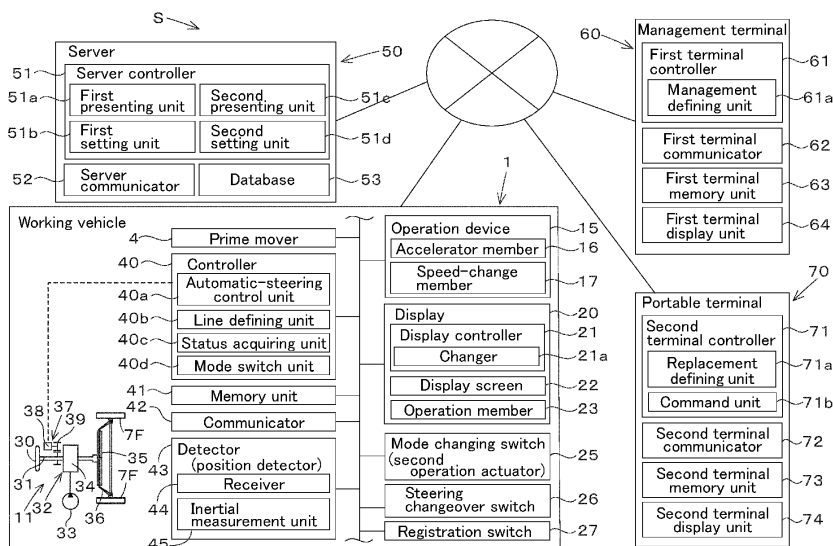 S
Server
50
51
Server controller
51a
First presenting unit
Second presenting unit
51c
51b
First setting unit
Second setting unit
51d
52
Server communicator
Database
53
Management terminal
60
First terminal controller
61
Management defining unit
61a
First terminal communicator
62
First terminal memory unit
63
First terminal display unit
64
1
Working vehicle
4
Prime mover
40
Controller
40a
Automatic-steering control unit
40b
Line defining unit
40c
Status acquiring unit
40d
Mode switch unit
41
Memory unit
42
Communicator
43
Detector (position detector)
44
Receiver
45
Inertial measurement unit
Operation device
15
Accelerator member
16
Speed-change member
17
Display
20
Display controller
21
Changer
21a
Display screen
22
Operation member
23
Mode changing switch (second operation actuator)
25
Steering changeover switch
26
Registration switch
27
38
37
39
7F
30
35
31
34
11
32
33
36
7F
Portable terminal
70
Second terminal controller
71
Replacement defining unit
71a
Command unit
71b
Second terminal communicator
72
Second terminal memory unit
73
Second terminal display unit
74